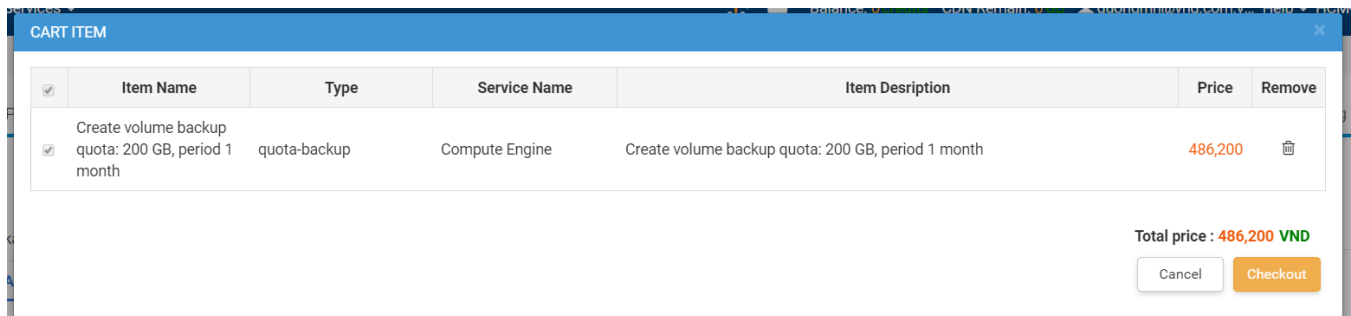 CART ITEM
Item Name Type Service Name Item Desription Price Remove
Create volume backup
quota: 200 GB, period 1 quota-backup Compute Engine Create volume backup quota: 200 GB, period 1 month 486,200
month
Total price : 486,200 VND
Cancel Checkout